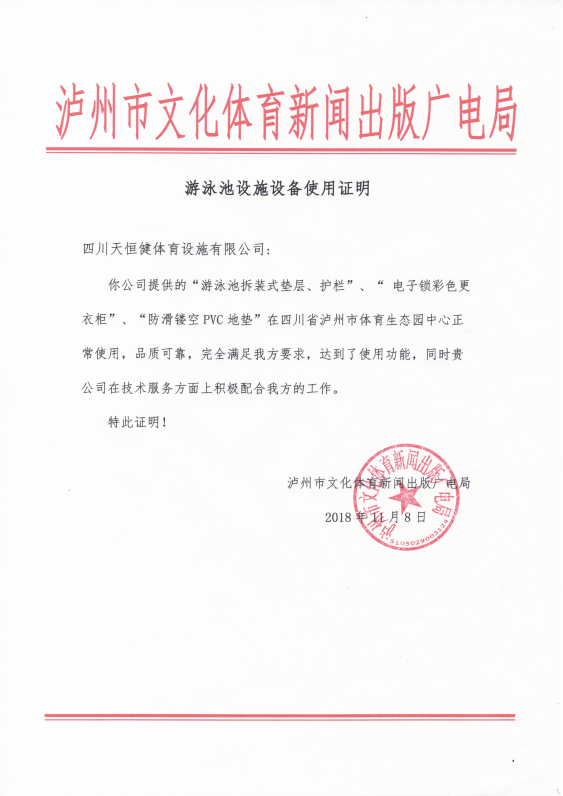 泸州市文化体育新闻出版广电局
游泳池设施设备使用证明
四川天恒健体育设施有限公司：
你公司提供的“游泳池拆装式垫层、护栏”、“ 电子锁彩色更
衣柜”、“防滑镂空 PVC 地垫”在四川省泸州市体育生态园中心正
常使用，品质可靠，完全满足我方要求，达到了使用功能，同时贵
公司在技术服务方面上积极配合我方的工作。
特此证明！
泸州市文化体育新闻出版广电局
2018 年 11 月 8 日
泸州市文化体育新闻出版广电局
5105029003124